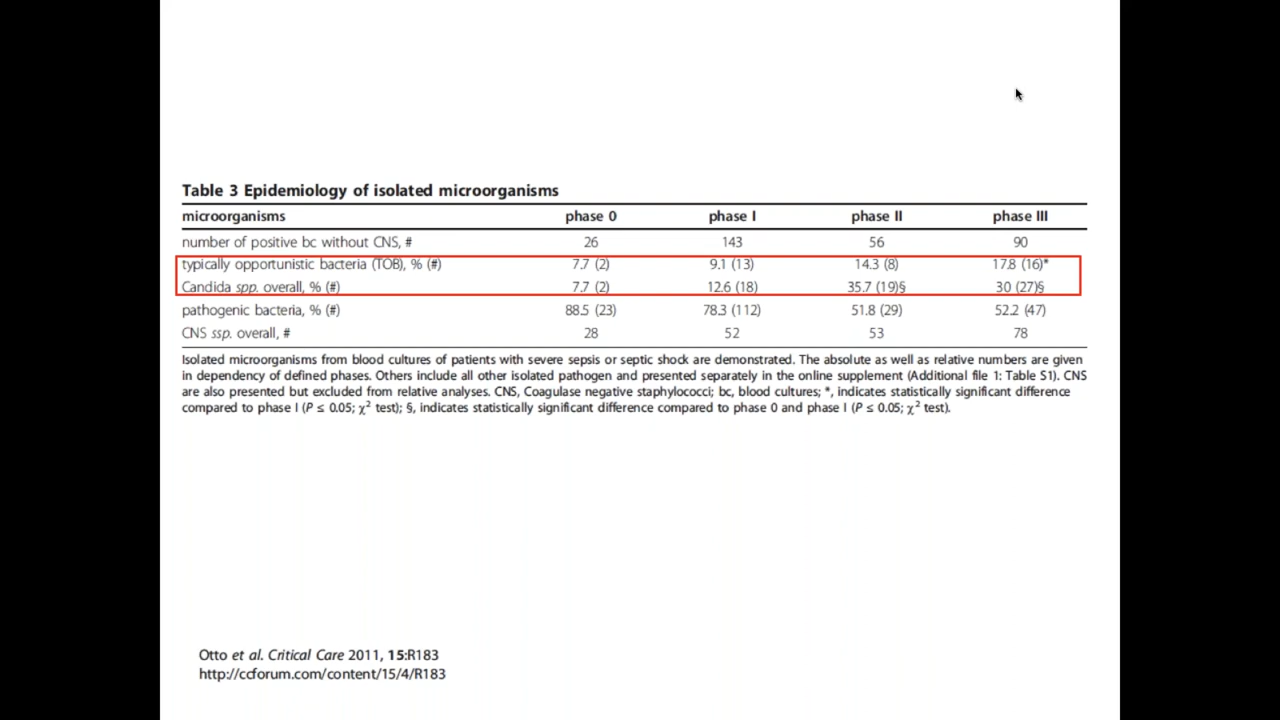 Table 3 Epidemiology of isolated microorganisms
microorganisms phase 0 phase I phase II phase III
number of positive bc without CNS, # 26 143 56 90
typically opportunistic bacteria (TOB), % (#) 7.7 (2) 9.1 (13) 14.3 (8) 17.8 (16)*
Candida spp. overall, % (#) 7.7 (2) 12.6 (18) 35.7 (19)§ 30 (27)§
pathogenic bacteria, % (#) 88.5 (23) 78.3 (112) 51.8 (29) 52.2 (47)
CNS ssp. overall, # 28 52 53 78
Isolated microorganisms from blood cultures of patients with severe sepsis or septic shock are demonstrated. The absolute as well as relative numbers are given
in dependency of defined phases. Others include all other isolated pathogen and presented separately in the online supplement (Additional file 1: Table S1). CNS
are also presented but excluded from relative analyses. CNS, Coagulase negative staphylococci; bc, blood cultures; *, indicates statistically significant difference
compared to phase I (P ≤ 0.05; χ² test); §, indicates statistically significant difference compared to phase 0 and phase I (P ≤ 0.05; χ² test).
Otto et al. Critical Care 2011, 15:R183
http://ccforum.com/content/15/4/R183